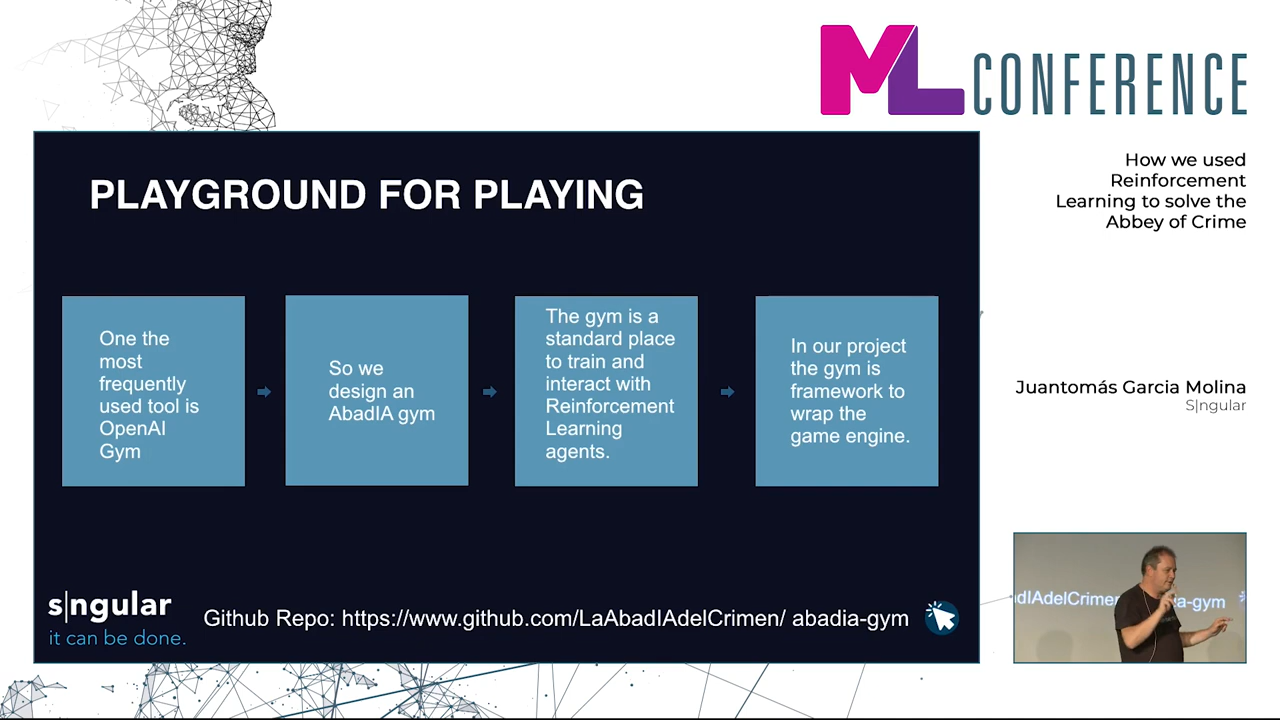 ML CONFERENCE
How we used
Reinforcement
Learning to solve the
Abbey of Crime
Juantomás Garcia Molina
S|ngular
PLAYGROUND FOR PLAYING
One the
most
frequently
used tool is
OpenAI
Gym
So we
design an
AbadIA gym
The gym is a
standard place
to train and
interact with
Reinforcement
Learning
agents.
In our project
the gym is
framework to
wrap the
game engine.
s|ngular
it can be done.
Github Repo: https://www.github.com/LaAbadIAdelCrimen/ abadia-gym
dIAdelCrimen
ia-gym